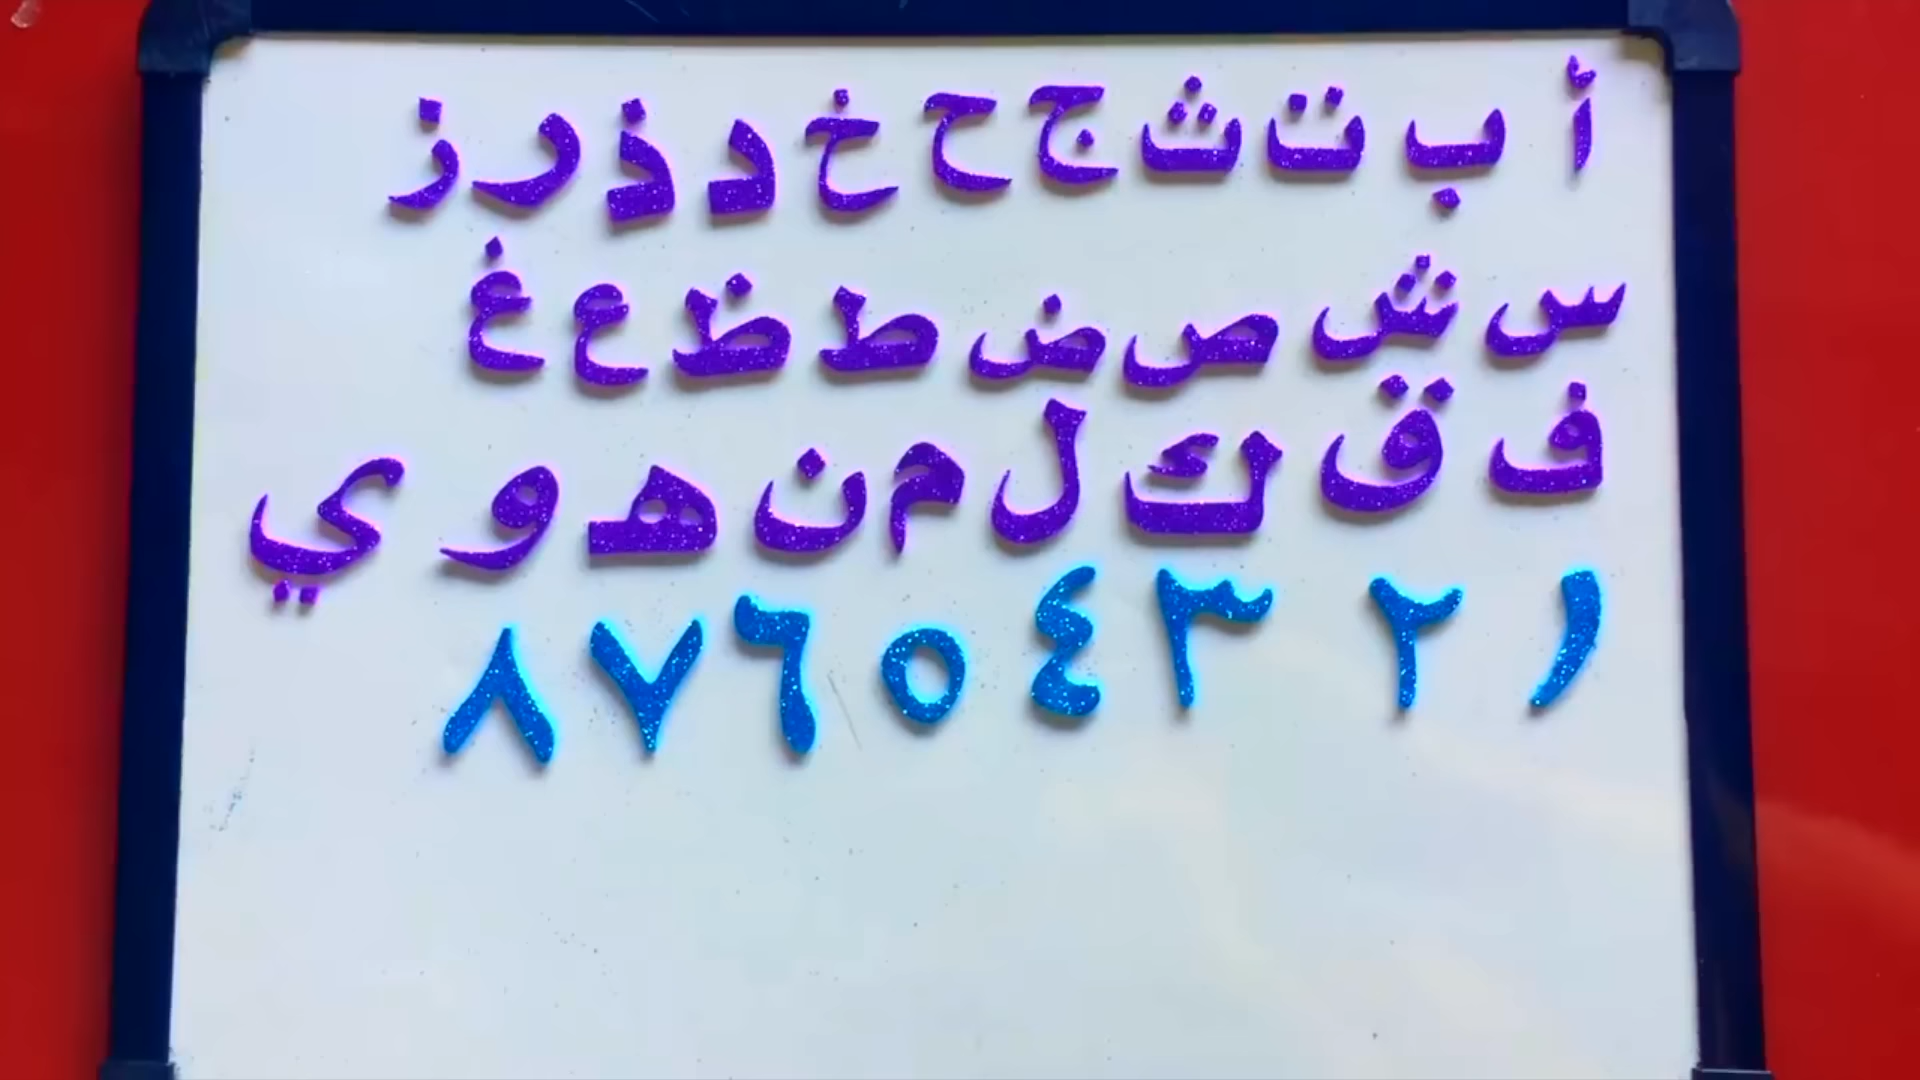 أ ب ت ث ج ح خ د ذ ر ز
س ش ص ض ط ظ ع غ
ف ق ك ل م ن ه و ي
١ ٢ ٣ ٤ ٥ ٦ ٧ ٨